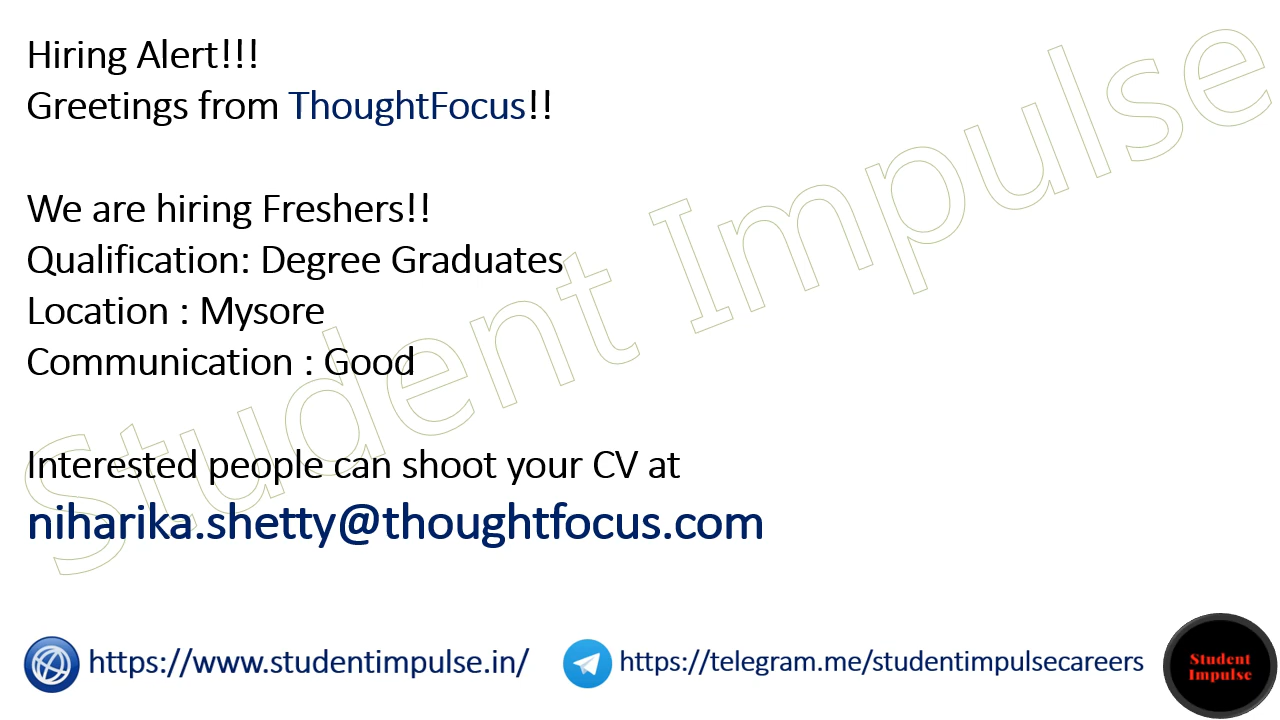 Hiring Alert!!!
Greetings from ThoughtFocus!!
We are hiring Freshers!!
Qualification: Degree Graduates
Location : Mysore
Communication : Good
Interested people can shoot your CV at
niharika.shetty@thoughtfocus.com
Student Impulse
https://www.studentimpulse.in/
https://telegram.me/studentimpulsecareers
Student
Impulse